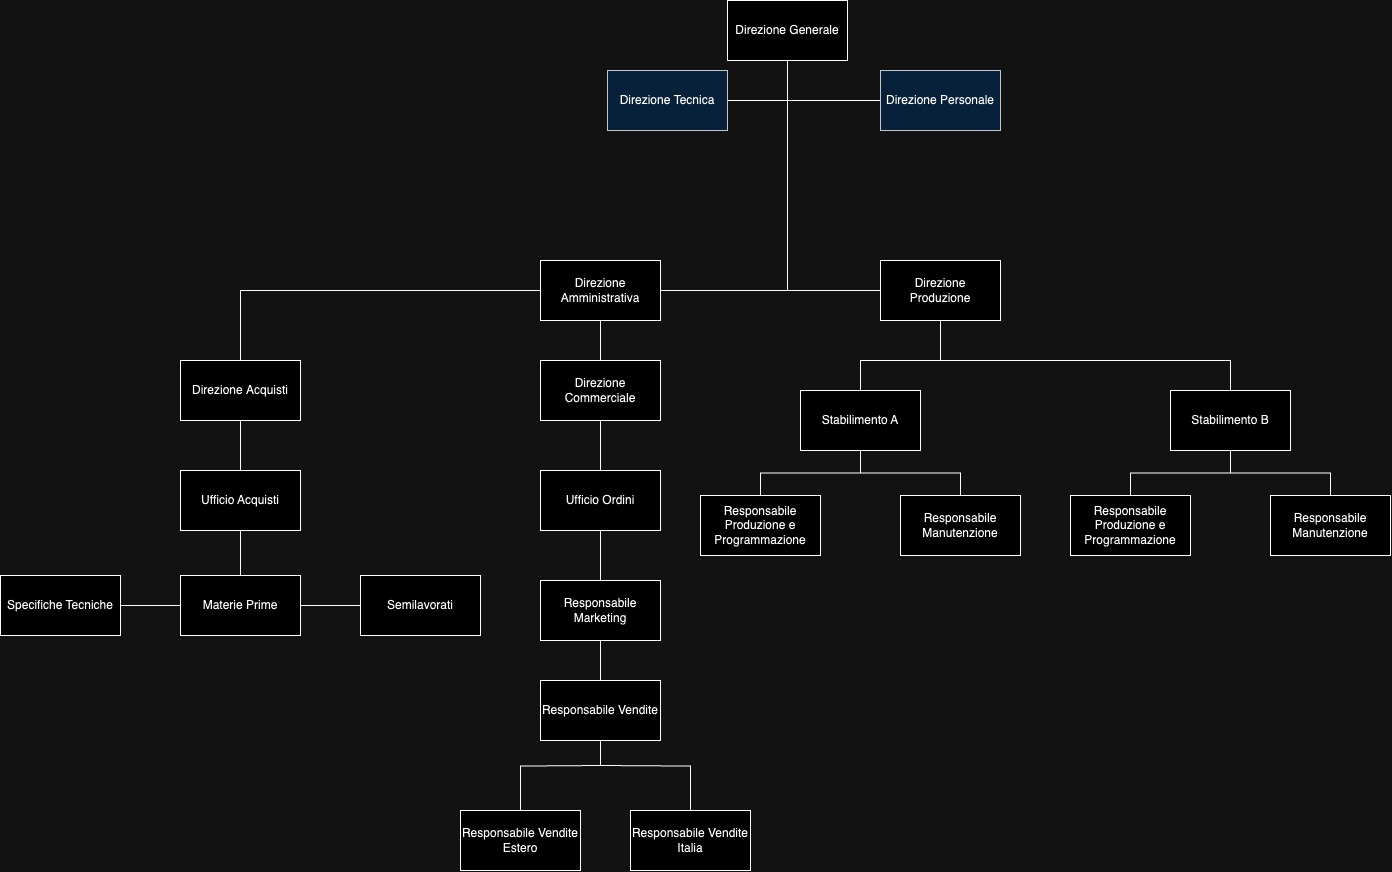 Direzione Generale
Direzione Tecnica
Direzione Personale
Direzione
Amministrativa
Direzione
Produzione
Direzione Acquisti
Direzione
Commerciale
Stabilimento A
Stabilimento B
Ufficio Acquisti
Ufficio Ordini
Responsabile
Produzione e
Programmazione
Responsabile
Manutenzione
Responsabile
Produzione e
Programmazione
Responsabile
Manutenzione
Specifiche Tecniche
Materie Prime
Semilavorati
Responsabile
Marketing
Responsabile Vendite
Responsabile Vendite
Estero
Responsabile Vendite
Italia